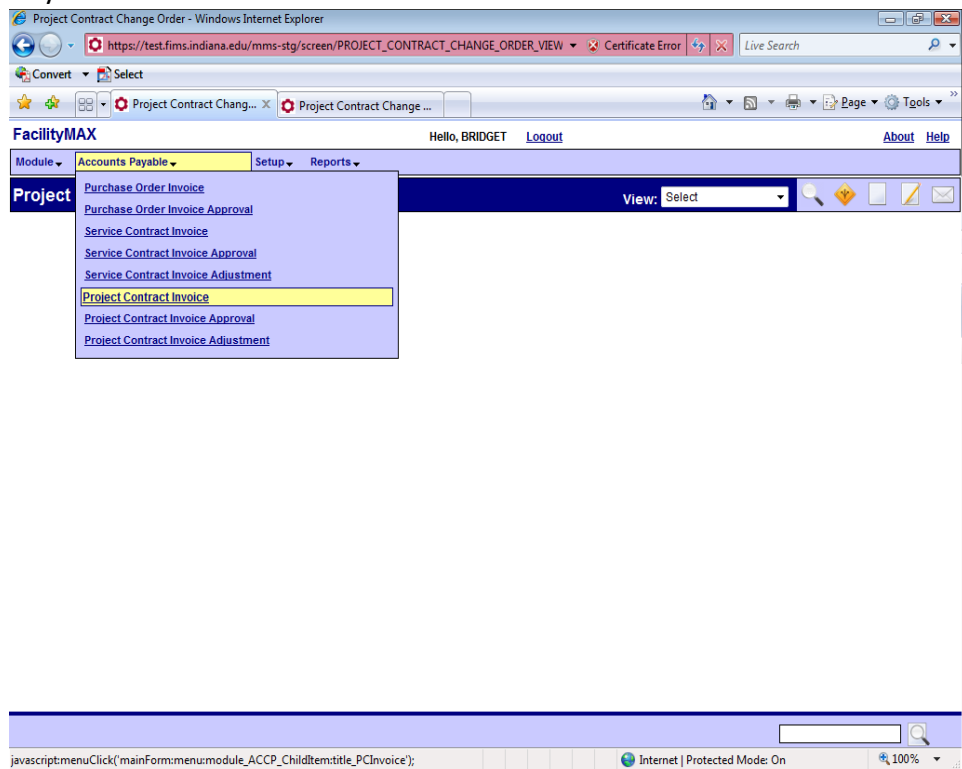 Project Contract Change Order - Windows Internet Explorer
https://test.fims.indiana.edu/mms-stg/screen/PROJECT_CONTRACT_CHANGE_ORDER_VIEW Certificate Error Live Search
Convert Select
Project Contract Chang... Project Contract Change ... Page Tools
FacilityMAX Hello, BRIDGET Logout About Help
Module Accounts Payable Setup Reports
Project View: Select
Purchase Order Invoice
Purchase Order Invoice Approval
Service Contract Invoice
Service Contract Invoice Approval
Service Contract Invoice Adjustment
Project Contract Invoice
Project Contract Invoice Approval
Project Contract Invoice Adjustment
javascript:menuClick('mainForm:menu:module_ACCP_ChildItem:title_PCInvoice'); Internet | Protected Mode: On 100%